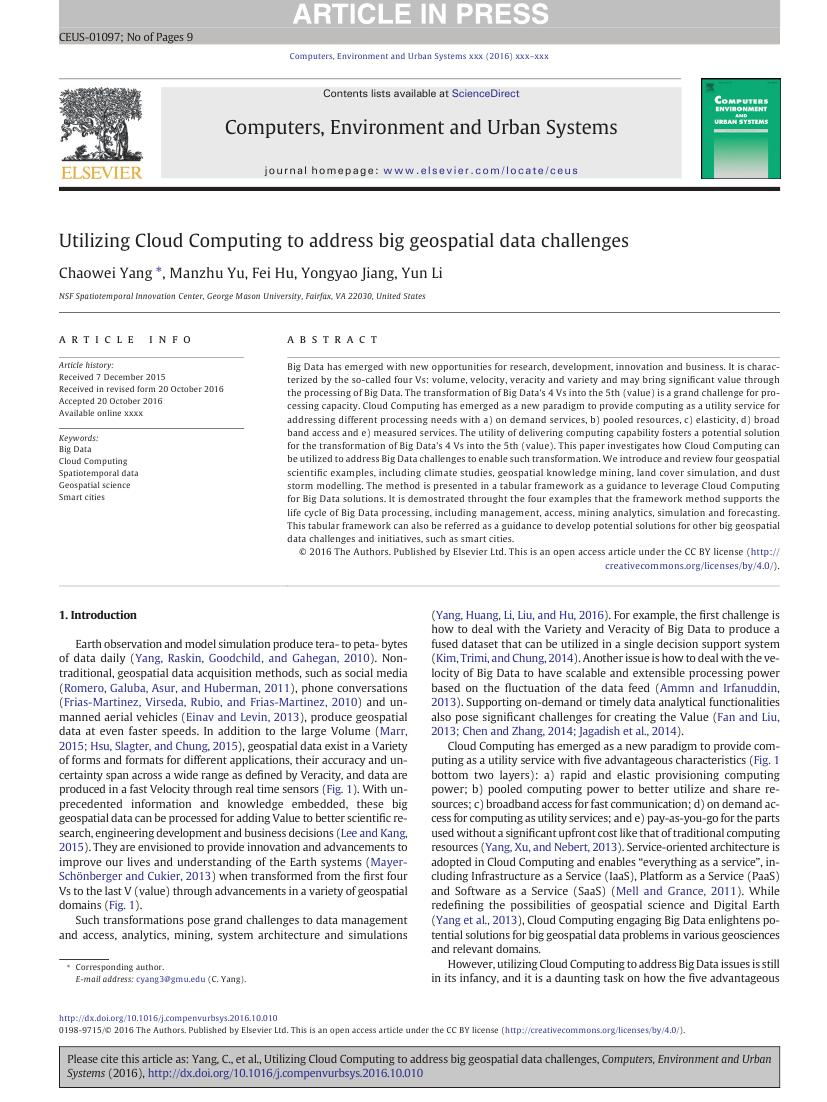 ARTICLE IN PRESS
CEUS-01097; No of Pages 9
Computers, Environment and Urban Systems xxx (2016) xxx–xxx
Contents lists available at ScienceDirect
Computers, Environment and Urban Systems
journal homepage: www.elsevier.com/locate/ceus
ELSEVIER
COMPUTERS
ENVIRONMENT
AND
URBAN SYSTEMS
Utilizing Cloud Computing to address big geospatial data challenges
Chaowei Yang *, Manzhu Yu, Fei Hu, Yongyao Jiang, Yun Li
NSF Spatiotemporal Innovation Center, George Mason University, Fairfax, VA 22030, United States
ARTICLE INFO
Article history:
Received 7 December 2015
Received in revised form 20 October 2016
Accepted 20 October 2016
Available online xxxx
Keywords:
Big Data
Cloud Computing
Spatiotemporal data
Geospatial science
Smart cities
ABSTRACT
Big Data has emerged with new opportunities for research, development, innovation and business. It is charac-
terized by the so-called four Vs: volume, velocity, veracity and variety and may bring significant value through
the processing of Big Data. The transformation of Big Data's 4 Vs into the 5th (value) is a grand challenge for pro-
cessing capacity. Cloud Computing has emerged as a new paradigm to provide computing as a utility service for
addressing different processing needs with a) on demand services, b) pooled resources, c) elasticity, d) broad
band access and e) measured services. The utility of delivering computing capability fosters a potential solution
for the transformation of Big Data's 4 Vs into the 5th (value). This paper investigates how Cloud Computing can
be utilized to address Big Data challenges to enable such transformation. We introduce and review four geospatial
scientific examples, including climate studies, geospatial knowledge mining, land cover simulation, and dust
storm modelling. The method is presented in a tabular framework as a guidance to leverage Cloud Computing
for Big Data solutions. It is demostrated throught the four examples that the framework method supports the
life cycle of Big Data processing, including management, access, mining analytics, simulation and forecasting.
This tabular framework can also be referred as a guidance to develop potential solutions for other big geospatial
data challenges and initiatives, such as smart cities.
© 2016 The Authors. Published by Elsevier Ltd. This is an open access article under the CC BY license (http://
creativecommons.org/licenses/by/4.0/).
1. Introduction
Earth observation and model simulation produce tera- to peta- bytes
of data daily (Yang, Raskin, Goodchild, and Gahegan, 2010). Non-
traditional, geospatial data acquisition methods, such as social media
(Romero, Galuba, Asur, and Huberman, 2011), phone conversations
(Frias-Martinez, Virseda, Rubio, and Frias-Martinez, 2010) and un-
manned aerial vehicles (Einav and Levin, 2013), produce geospatial
data at even faster speeds. In addition to the large Volume (Marr,
2015; Hsu, Slagter, and Chung, 2015), geospatial data exist in a Variety
of forms and formats for different applications, their accuracy and un-
certainty span across a wide range as defined by Veracity, and data are
produced in a fast Velocity through real time sensors (Fig. 1). With un-
precedented information and knowledge embedded, these big
geospatial data can be processed for adding Value to better scientific re-
search, engineering development and business decisions (Lee and Kang,
2015). They are envisioned to provide innovation and advancements to
improve our lives and understanding of the Earth systems (Mayer-
Schönberger and Cukier, 2013) when transformed from the first four
Vs to the last V (value) through advancements in a variety of geospatial
domains (Fig. 1).
Such transformations pose grand challenges to data management
and access, analytics, mining, system architecture and simulations
* Corresponding author.
E-mail address: cyang3@gmu.edu (C. Yang).
(Yang, Huang, Li, Liu, and Hu, 2016). For example, the first challenge is
how to deal with the Variety and Veracity of Big Data to produce a
fused dataset that can be utilized in a single decision support system
(Kim, Trimi, and Chung, 2014). Another issue is how to deal with the ve-
locity of Big Data to have scalable and extensible processing power
based on the fluctuation of the data feed (Ammn and Irfanuddin,
2013). Supporting on-demand or timely data analytical functionalities
also pose significant challenges for creating the Value (Fan and Liu,
2013; Chen and Zhang, 2014; Jagadish et al., 2014).
Cloud Computing has emerged as a new paradigm to provide com-
puting as a utility service with five advantageous characteristics (Fig. 1
bottom two layers): a) rapid and elastic provisioning computing
power; b) pooled computing power to better utilize and share re-
sources; c) broadband access for fast communication; d) on demand ac-
cess for computing as utility services; and e) pay-as-you-go for the parts
used without a significant upfront cost like that of traditional computing
resources (Yang, Xu, and Nebert, 2013). Service-oriented architecture is
adopted in Cloud Computing and enables “everything as a service”, in-
cluding Infrastructure as a Service (IaaS), Platform as a Service (PaaS)
and Software as a Service (SaaS) (Mell and Grance, 2011). While
redefining the possibilities of geospatial science and Digital Earth
(Yang et al., 2013), Cloud Computing engaging Big Data enlightens po-
tential solutions for big geospatial data problems in various geosciences
and relevant domains.
However, utilizing Cloud Computing to address Big Data issues is still
in its infancy, and it is a daunting task on how the five advantageous
http://dx.doi.org/10.1016/j.compenvurbsys.2016.10.010
0198-9715/© 2016 The Authors. Published by Elsevier Ltd. This is an open access article under the CC BY license (http://creativecommons.org/licenses/by/4.0/).
Please cite this article as: Yang, C., et al., Utilizing Cloud Computing to address big geospatial data challenges, Computers, Environment and Urban
Systems (2016), http://dx.doi.org/10.1016/j.compenvurbsys.2016.10.010